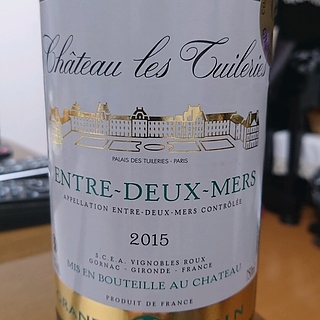 Château les Tuileries
PALAIS DES TUILERIES - PARIS
ENTRE-DEUX-MERS
APPELLATION ENTRE-DEUX-MERS CONTRÔLÉE
2015
S.C.E.A. VIGNOBLES ROUX
GORNAC - GIRONDE - FRANCE
MIS EN BOUTEILLE AU CHATEAU
PRODUIT DE FRANCE